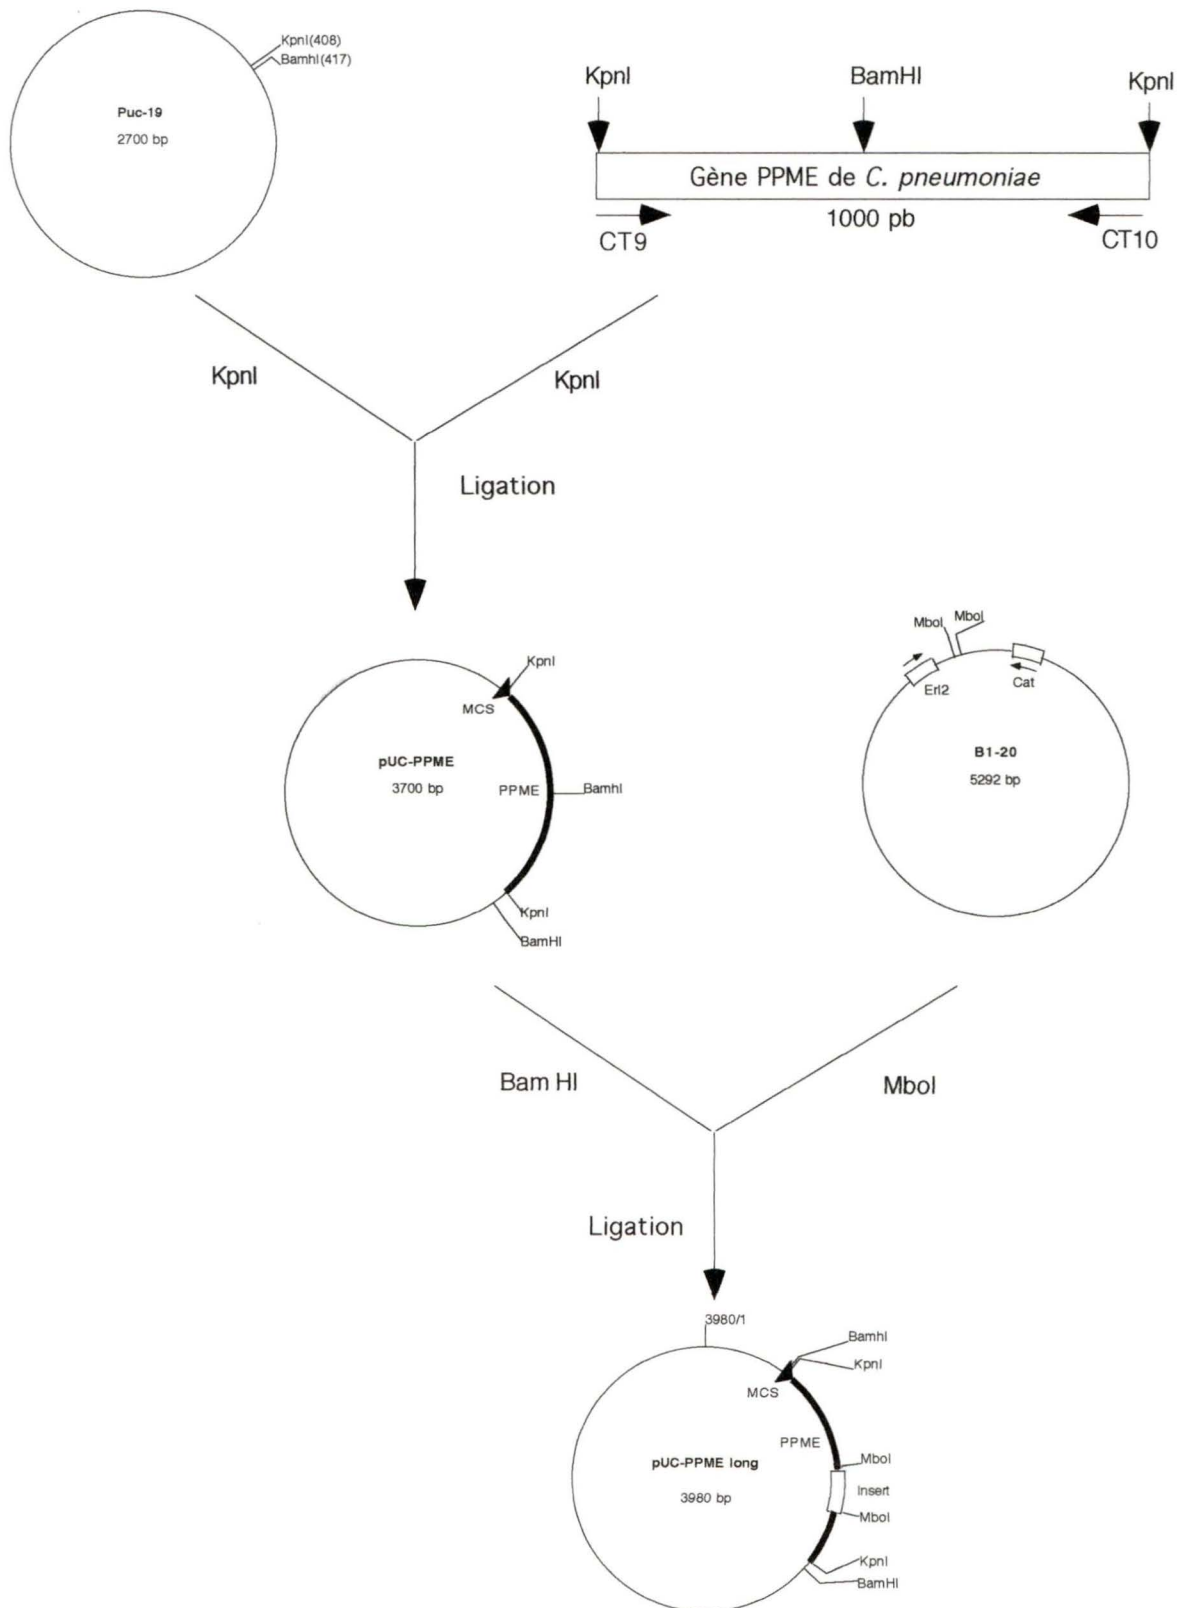 KpnI(408)
BamhI(417)
Puc-19
2700 bp
KpnI
BamHI
KpnI
Gène PPME de C. pneumoniae
1000 pb
CT9
CT10
KpnI
KpnI
Ligation
KpnI
MCS
pUC-PPME
3700 bp
PPME
BamhI
KpnI
BamHI
MboI
MboI
Erl2
Cat
B1-20
5292 bp
Bam HI
MboI
Ligation
3980/1
BamhI
KpnI
MCS
PPME
pUC-PPME long
3980 bp
MboI
Insert
MboI
KpnI
BamHI